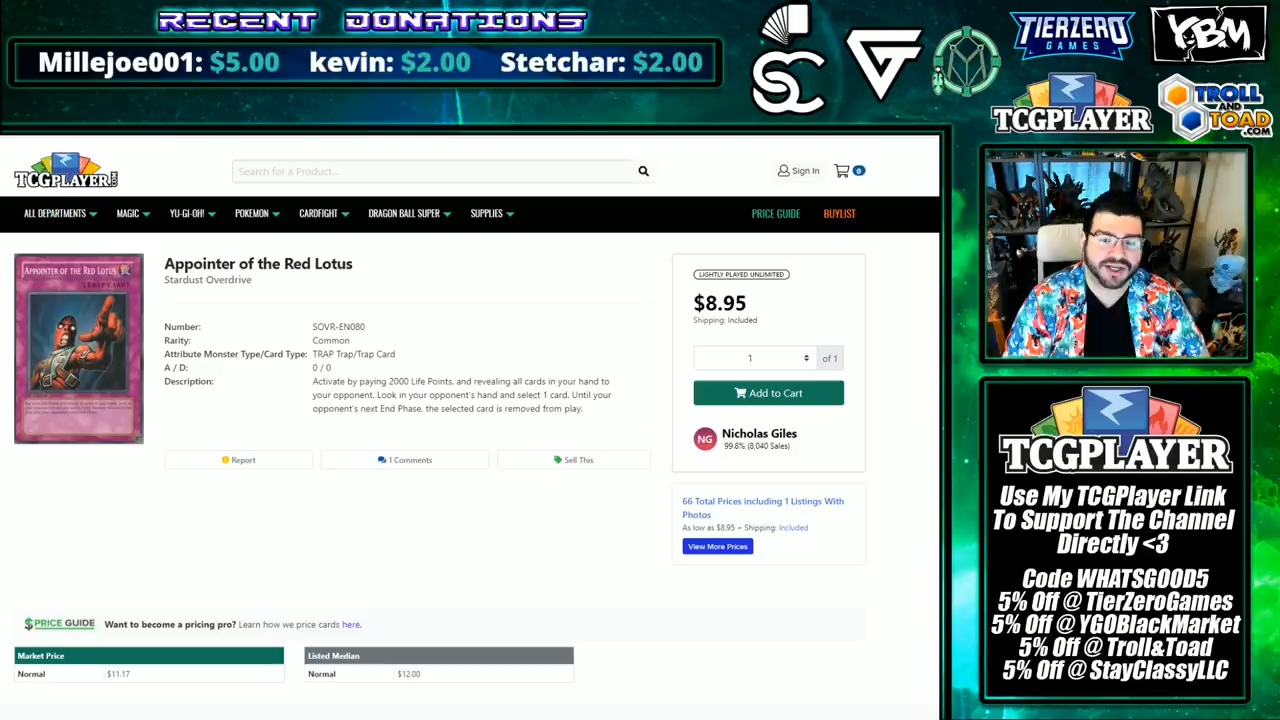 RECENT DONATIONS
Millejoe001: $5.00 kevin: $2.00 Stetchar: $2.00
SC
TIERZERO
GAMES
YBM
TCGPLAYER
TROLL
AND
TOAD
.COM
TCGPLAYER.COM
Search for a Product...
Sign In
0
ALL DEPARTMENTS
MAGIC
YU-GI-OH!
POKEMON
CARDFIGHT
DRAGON BALL SUPER
SUPPLIES
PRICE GUIDE
BUYLIST
APPOINTER OF THE RED LOTUS
[TRAP CARD]
Appointer of the Red Lotus
Stardust Overdrive
Number: SOVR-EN080
Rarity: Common
Attribute Monster Type/Card Type: TRAP Trap/Trap Card
A / D: 0 / 0
Description: Activate by paying 2000 Life Points, and revealing all cards in your hand to
your opponent. Look in your opponent's hand and select 1 card. Until your
opponent's next End Phase, the selected card is removed from play.
Report
1 Comments
Sell This
LIGHTLY PLAYED UNLIMITED
$8.95
Shipping: Included
1 of 1
Add to Cart
NG
Nicholas Giles
99.8% (8,040 Sales)
66 Total Prices including 1 Listings With
Photos
As low as $8.95 + Shipping: Included
View More Prices
PRICE GUIDE Want to become a pricing pro? Learn how we price cards here.
Market Price
Normal $11.17
Listed Median
Normal $12.00
TCGPLAYER
Use My TCGPlayer Link
To Support The Channel
Directly <3
Code WHATSGOOD5
5% Off @ TierZeroGames
5% Off @ YGOBlackMarket
5% Off @ Troll&Toad
5% Off @ StayClassyLLC